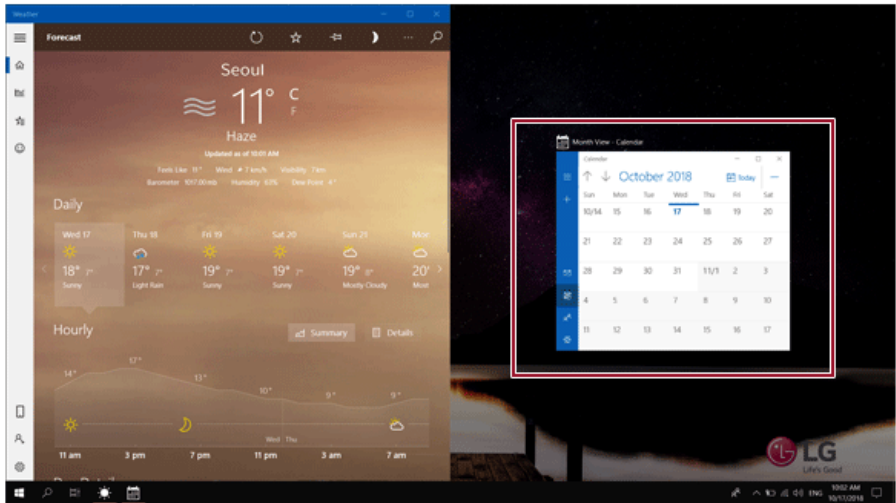 Weather
Forecast
Seoul
11° C
F
Haze
Updated as of 10:01 AM
Feels Like 11° Wind 7 km/h Visibility 7 km
Barometer 1017.00 mb Humidity 63% Dew Point 4°
Daily
Wed 17 Thu 18 Fri 19 Sat 20 Sun 21 Mon
18° 7° 17° 7° 19° 7° 19° 7° 19° 8° 20°
Sunny Light Rain Sunny Sunny Mostly Cloudy Most
Hourly
Summary Details
14° 17° 13° 10° 9° 9°
Wed Thu
11 am 3 pm 7 pm 11 pm 3 am 7 am
Month View - Calendar
Calendar
October 2018 Today
Sun Mon Tue Wed Thu Fri Sat
10/14 15 16 17 18 19 20
21 22 23 24 25 26 27
28 29 30 31 11/1 2 3
4 5 6 7 8 9 10
11 12 13 14 15 16 17
LG
Life's Good
ENG
10:02 AM
10/17/2018